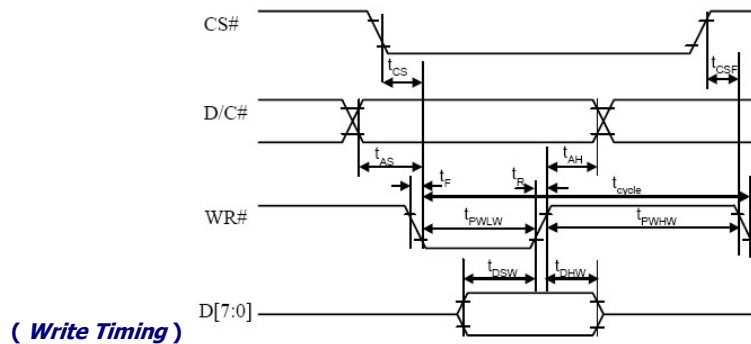 CS#
tCS
tCSF
D/C#
tAS
tAH
tF
tR
tcycle
WR#
tPWLW
tPWHW
tDSW
tDHW
D[7:0]
( Write Timing )